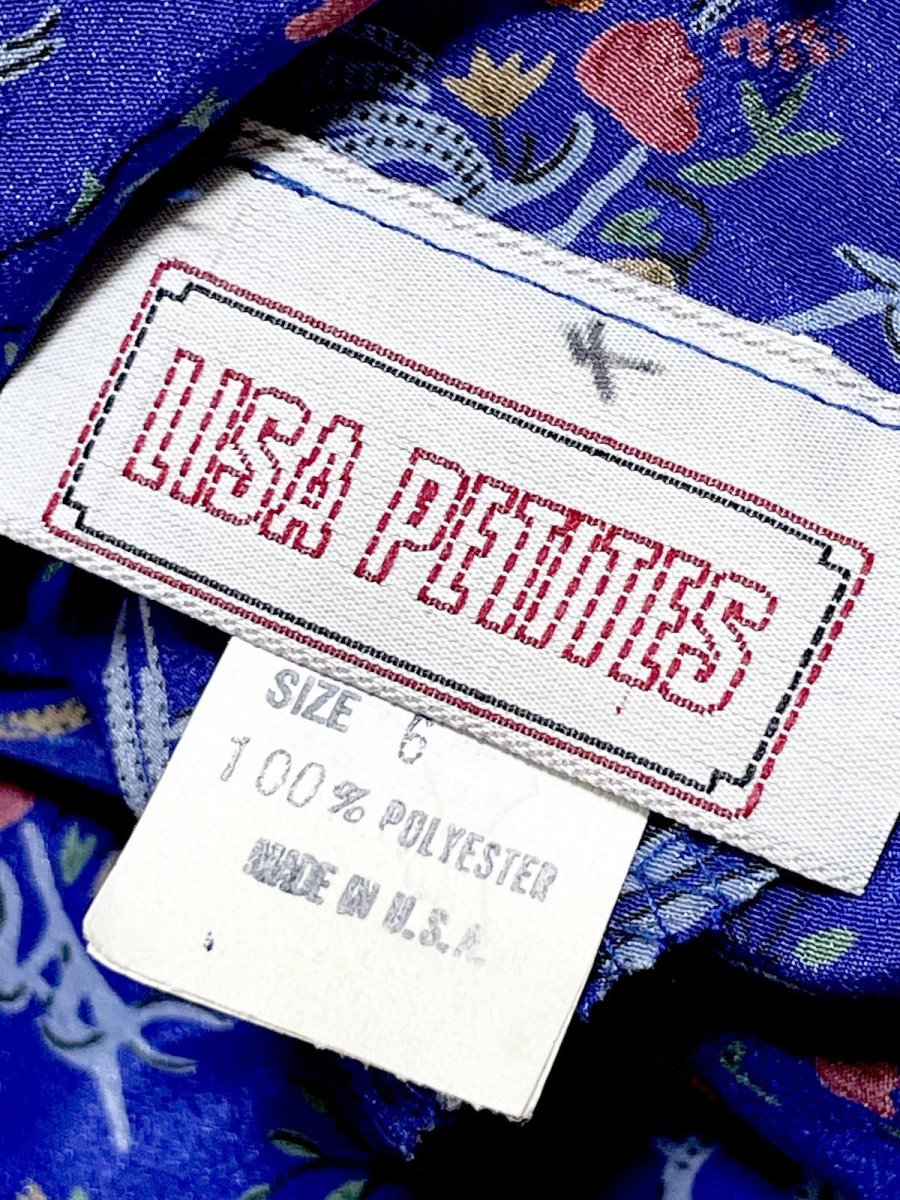 LISA PETITES
SIZE 6
100% POLYESTER
MADE IN U.S.A.